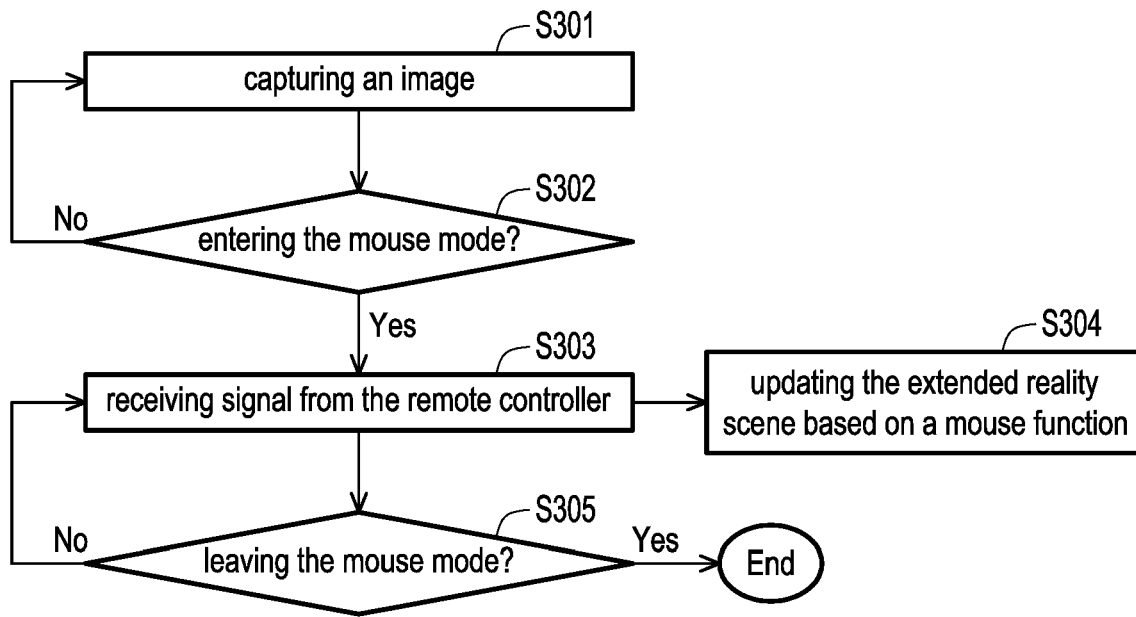 S301
capturing an image
S302
No
entering the mouse mode?
Yes
S303
S304
receiving signal from the remote controller
updating the extended reality
scene based on a mouse function
S305
No
leaving the mouse mode?
Yes
End